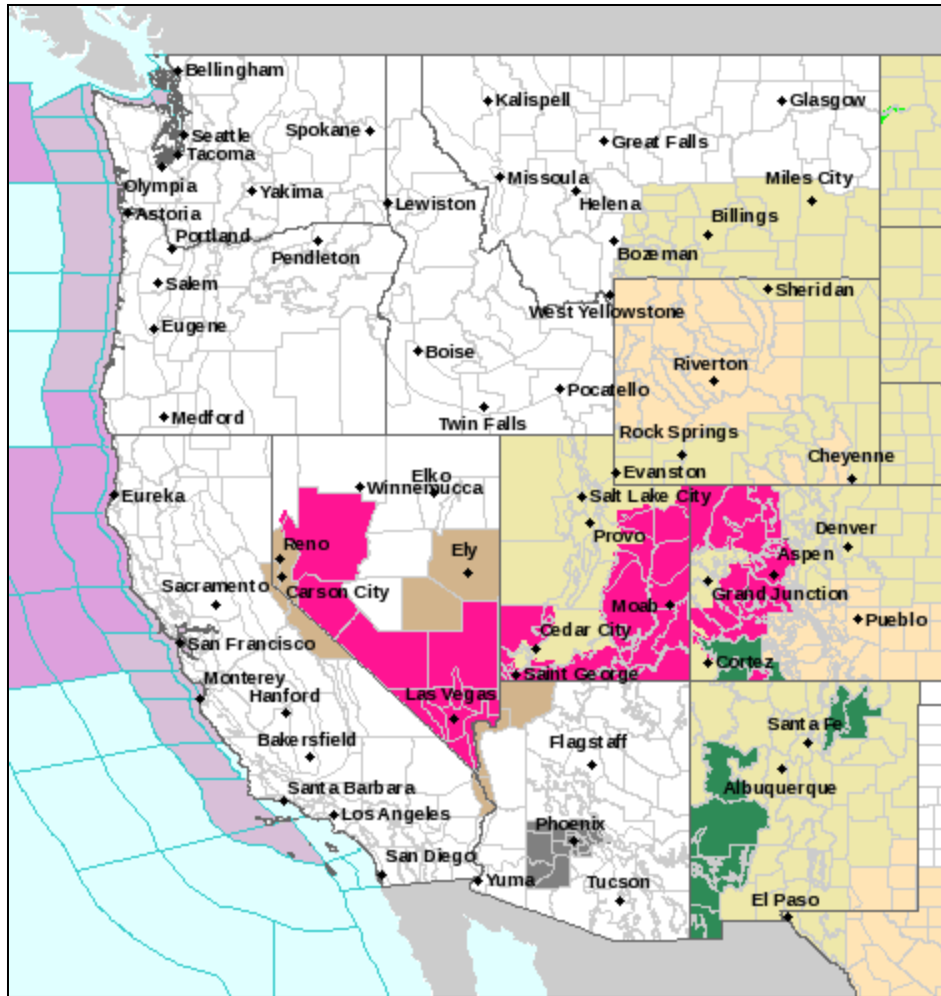 Bellingham
Kalispell
Glasgow
Seattle
Spokane
Great Falls
Tacoma
Missoula
Miles City
Olympia
Yakima
Lewiston
Helena
Astoria
Billings
Portland
Pendleton
Bozeman
Salem
Sheridan
West Yellowstone
Eugene
Boise
Riverton
Pocatello
Medford
Twin Falls
Rock Springs
Cheyenne
Elko
Evanston
Winnemucca
Eureka
Salt Lake City
Denver
Provo
Reno
Ely
Aspen
Sacramento
Carson City
Grand Junction
Moab
Pueblo
Cedar City
San Francisco
Cortez
Saint George
Monterey
Hanford
Las Vegas
Santa Fe
Bakersfield
Flagstaff
Albuquerque
Santa Barbara
Los Angeles
Phoenix
San Diego
Yuma
Tucson
El Paso